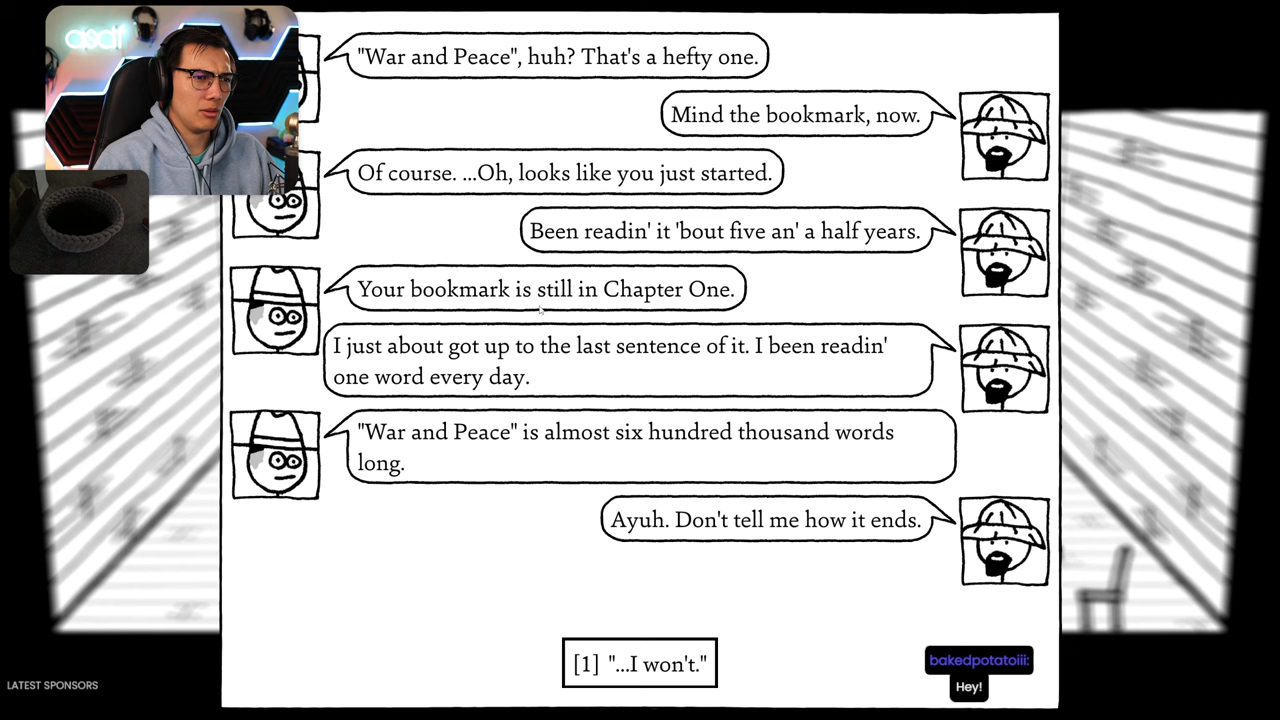 asdf
"War and Peace", huh? That's a hefty one.
Mind the bookmark, now.
Of course. ...Oh, looks like you just started.
Been readin' it 'bout five an' a half years.
Your bookmark is still in Chapter One.
I just about got up to the last sentence of it. I been readin'
one word every day.
"War and Peace" is almost six hundred thousand words
long.
Ayuh. Don't tell me how it ends.
[1] "...I won't."
bakedpotatoiii:
Hey!
LATEST SPONSORS